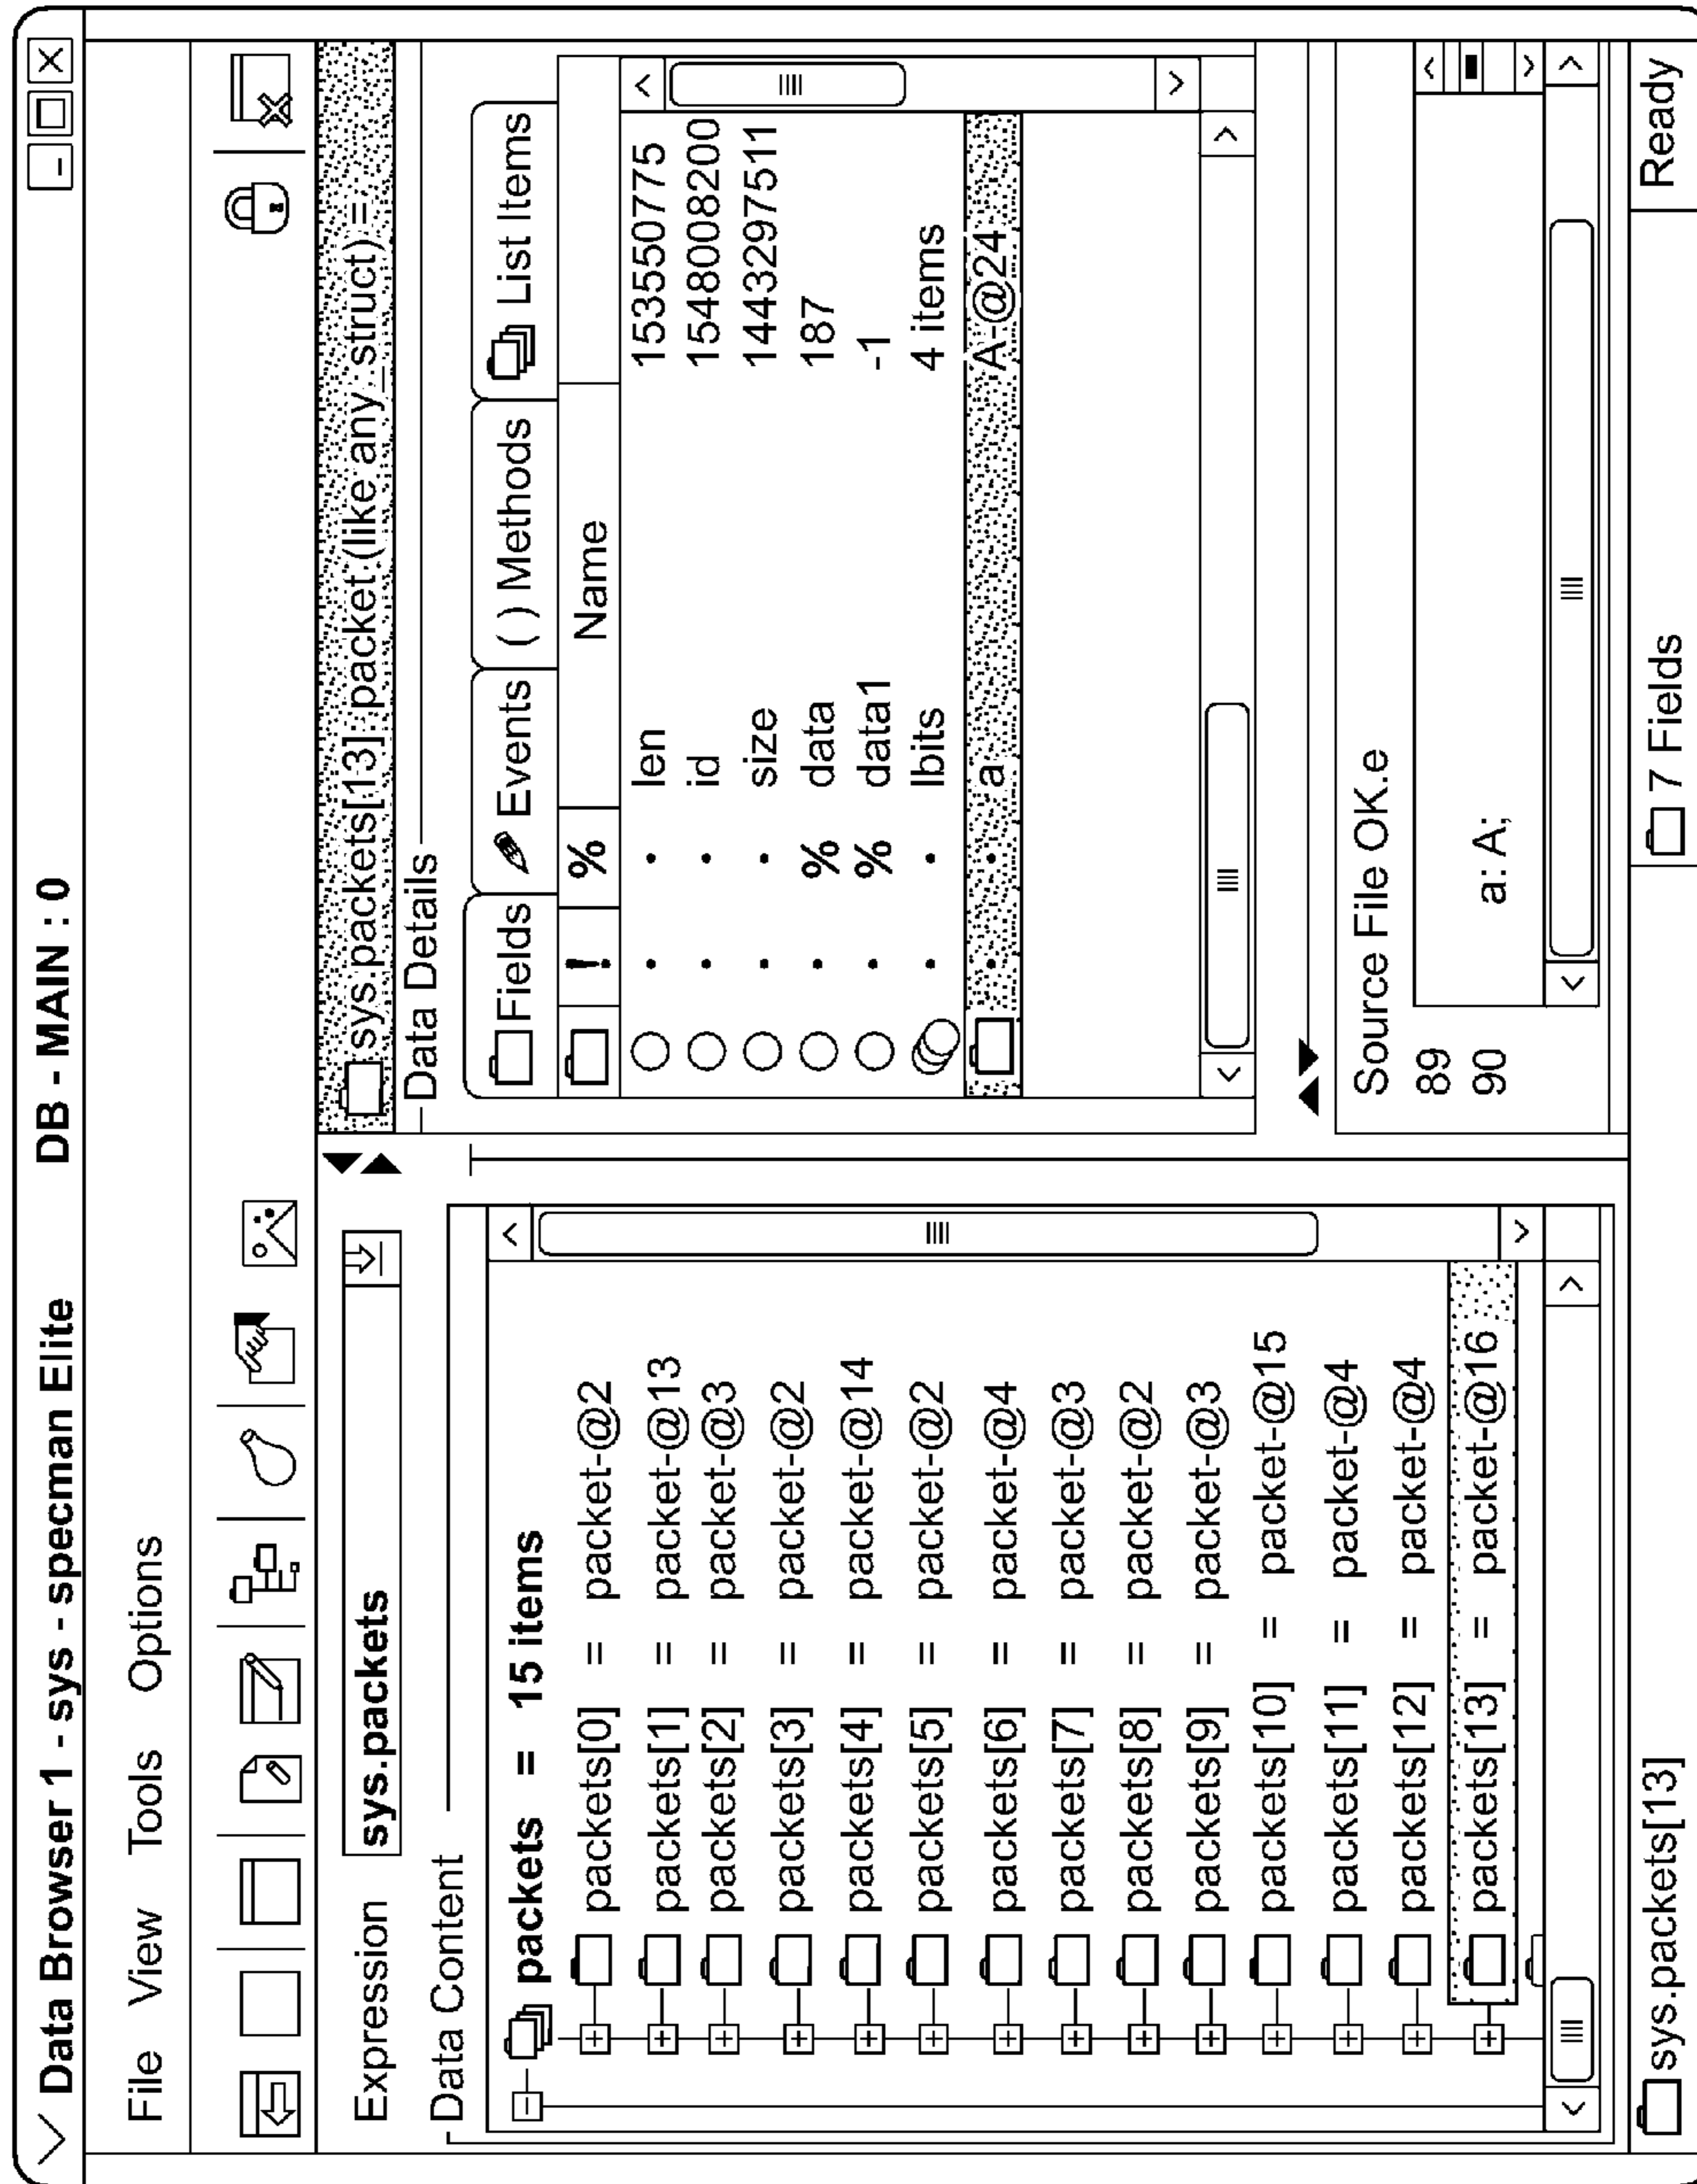 Data Browser 1 - sys - specman Elite DB - MAIN : 0
File View Tools Options
Expression sys.packets
Data Content
packets = 15 items
packets[0] = packet-@2
packets[1] = packet-@13
packets[2] = packet-@3
packets[3] = packet-@2
packets[4] = packet-@14
packets[5] = packet-@2
packets[6] = packet-@4
packets[7] = packet-@3
packets[8] = packet-@2
packets[9] = packet-@3
packets[10] = packet-@15
packets[11] = packet-@4
packets[12] = packet-@4
packets[13] = packet-@16
sys.packets[13]: packet (like any_struct) =
Data Details
Fields Events ( ) Methods List Items
! % Name
len 1535550775
id 1548008200
size 1443297511
% data 187
% data1 -1
lbits 4 items
a A-@24
Source File OK.e
89
90 a: A;
sys.packets[13] 7 Fields Ready